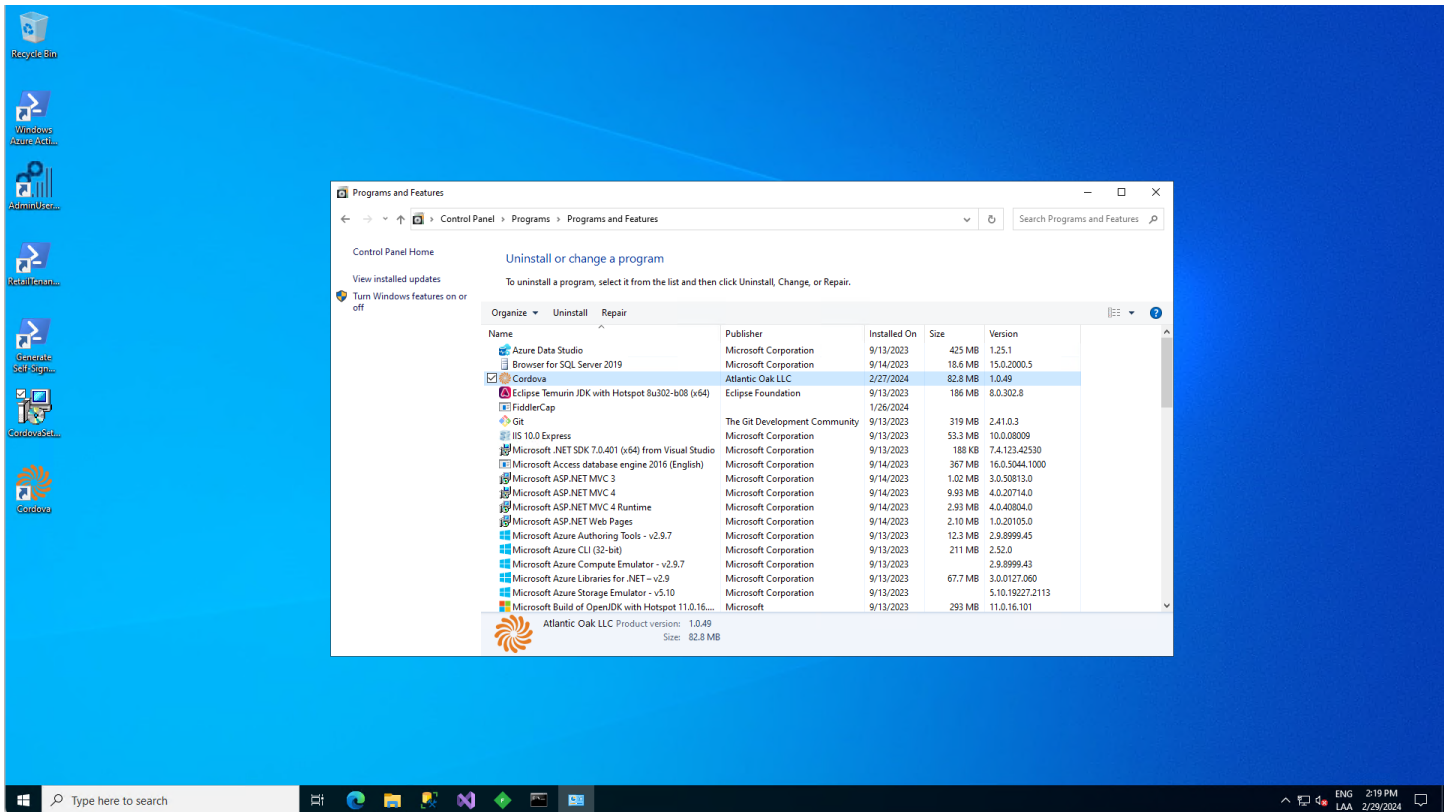 Recycle Bin
Windows
Azure Acti...
AdminUser...
RetailTenan...
Generate
Self-Sign...
CordovaSet...
Cordova
Programs and Features
Control Panel > Programs > Programs and Features
Search Programs and Features
Control Panel Home
View installed updates
Turn Windows features on or
off
Uninstall or change a program
To uninstall a program, select it from the list and then click Uninstall, Change, or Repair.
Organize Uninstall Repair
Name Publisher Installed On Size Version
Azure Data Studio Microsoft Corporation 9/13/2023 425 MB 1.25.1
Browser for SQL Server 2019 Microsoft Corporation 9/14/2023 18.6 MB 15.0.2000.5
Cordova Atlantic Oak LLC 2/27/2024 82.8 MB 1.0.49
Eclipse Temurin JDK with Hotspot 8u302-b08 (x64) Eclipse Foundation 9/13/2023 186 MB 8.0.302.8
FiddlerCap 1/26/2024
Git The Git Development Community 9/13/2023 319 MB 2.41.0.3
IIS 10.0 Express Microsoft Corporation 9/13/2023 53.3 MB 10.0.08009
Microsoft .NET SDK 7.0.401 (x64) from Visual Studio Microsoft Corporation 9/13/2023 188 KB 7.4.123.42530
Microsoft Access database engine 2016 (English) Microsoft Corporation 9/14/2023 367 MB 16.0.5044.1000
Microsoft ASP.NET MVC 3 Microsoft Corporation 9/14/2023 1.02 MB 3.0.50813.0
Microsoft ASP.NET MVC 4 Microsoft Corporation 9/14/2023 9.93 MB 4.0.20714.0
Microsoft ASP.NET MVC 4 Runtime Microsoft Corporation 9/14/2023 2.93 MB 4.0.40804.0
Microsoft ASP.NET Web Pages Microsoft Corporation 9/14/2023 2.10 MB 1.0.20105.0
Microsoft Azure Authoring Tools - v2.9.7 Microsoft Corporation 9/13/2023 12.3 MB 2.9.8999.45
Microsoft Azure CLI (32-bit) Microsoft Corporation 9/13/2023 211 MB 2.52.0
Microsoft Azure Compute Emulator - v2.9.7 Microsoft Corporation 9/13/2023 2.9.8999.43
Microsoft Azure Libraries for .NET – v2.9 Microsoft Corporation 9/13/2023 67.7 MB 3.0.0127.060
Microsoft Azure Storage Emulator - v5.10 Microsoft Corporation 9/13/2023 5.10.19227.2113
Microsoft Build of OpenJDK with Hotspot 11.0.16.... Microsoft 9/13/2023 293 MB 11.0.16.101
Atlantic Oak LLC Product version: 1.0.49
Size: 82.8 MB
Type here to search
ENG 2:19 PM
LAA 2/29/2024